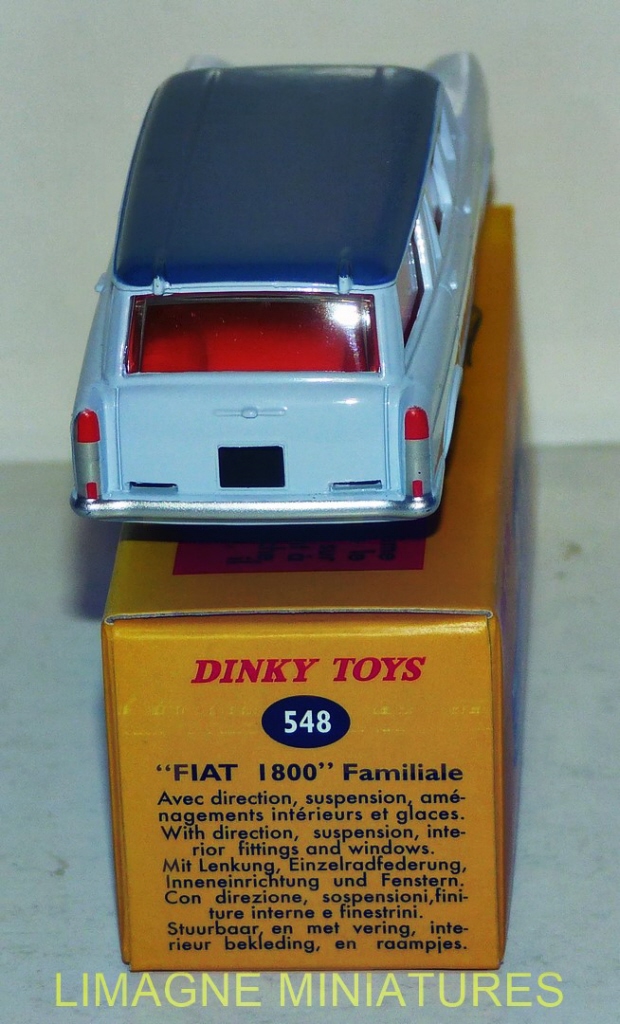 DINKY TOYS
548
"FIAT 1800" Familiale
Avec direction, suspension, amé-
nagements intérieurs et glaces.
With direction, suspension, inte-
rior fittings and windows.
Mit Lenkung, Einzelradfederung,
Inneneinrichtung und Fenstern.
Con direzione, sospensioni,fini-
ture interne e finestrini.
Stuurbaar, en met vering, inte-
rieur bekleding, en raampjes.
LIMAGNE MINIATURES